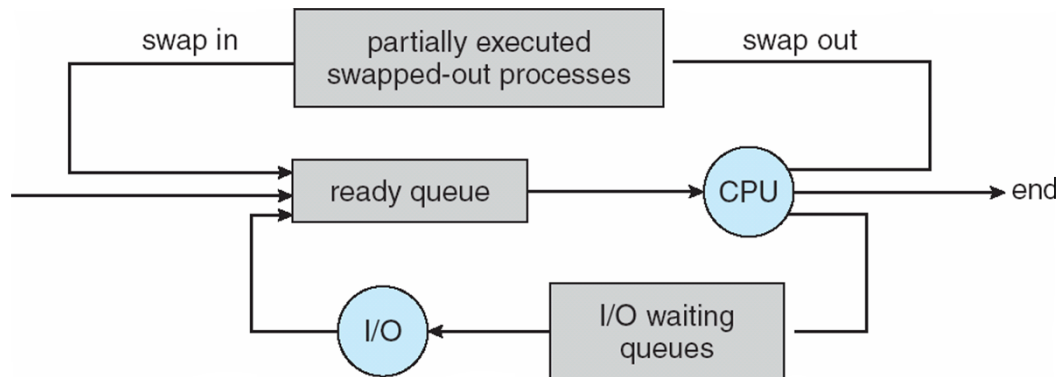 swap in
partially executed
swapped-out processes
swap out
ready queue
CPU
end
I/O
I/O waiting
queues